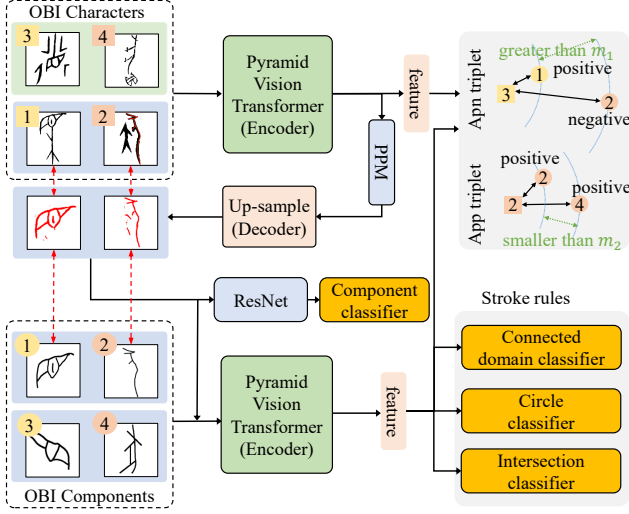 OBI Characters
3
4
1
2
Pyramid
Vision
Transformer
(Encoder)
feature
PPM
Up-sample
(Decoder)
Apn triplet
greater than m₁
1
positive
3
2
negative
App triplet
positive
2
positive
2
4
smaller than m₂
ResNet
Component
classifier
1
2
3
4
OBI Components
Pyramid
Vision
Transformer
(Encoder)
feature
Stroke rules
Connected
domain classifier
Circle
classifier
Intersection
classifier